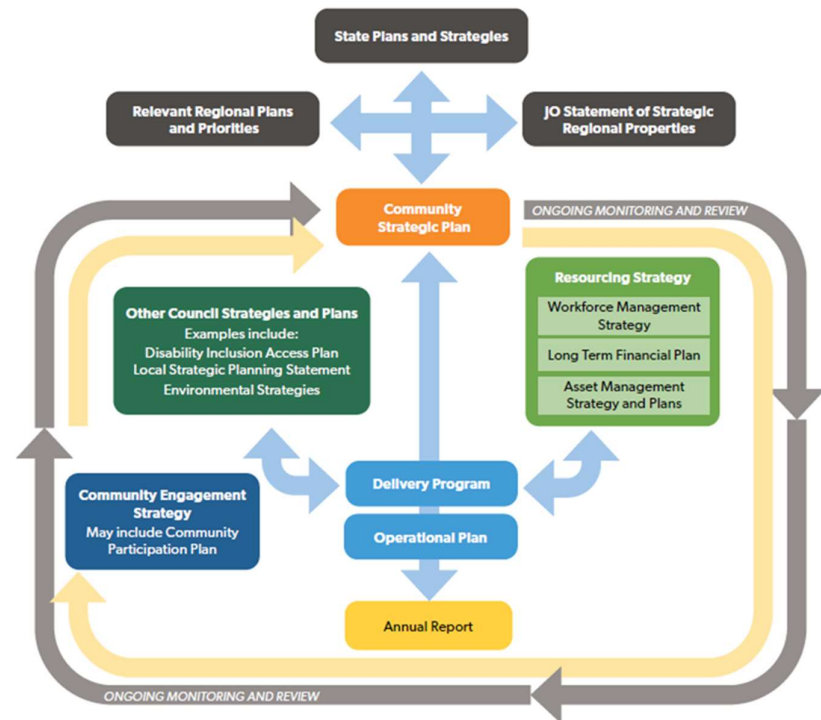 State Plans and Strategies
Relevant Regional Plans
and Priorities
JO Statement of Strategic
Regional Properties
Community
Strategic Plan
ONGOING MONITORING AND REVIEW
Other Council Strategies and Plans
Examples include:
Disability Inclusion Access Plan
Local Strategic Planning Statement
Environmental Strategies
Resourcing Strategy
Workforce Management
Strategy
Long Term Financial Plan
Asset Management
Strategy and Plans
Community Engagement
Strategy
May include Community
Participation Plan
Delivery Program
Operational Plan
Annual Report
ONGOING MONITORING AND REVIEW